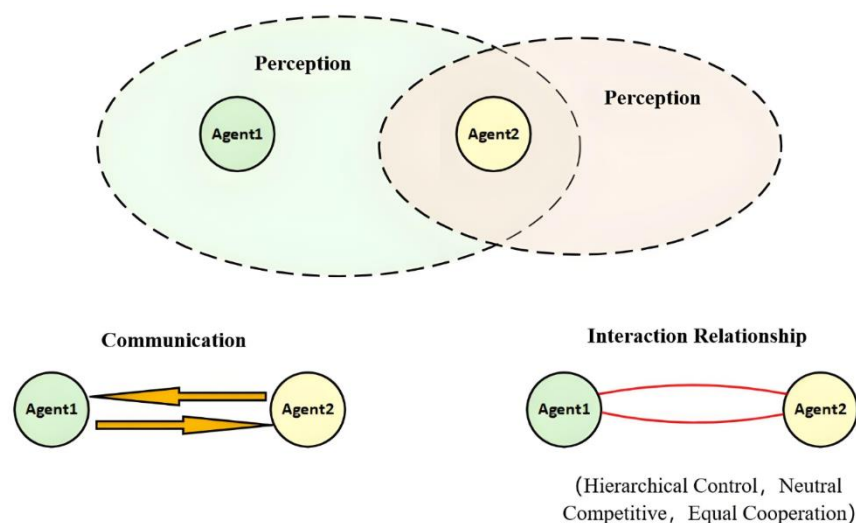 Perception
Perception
Agent1
Agent2
Communication
Agent1
Agent2
Interaction Relationship
Agent1
Agent2
(Hierarchical Control, Neutral
Competitive, Equal Cooperation)